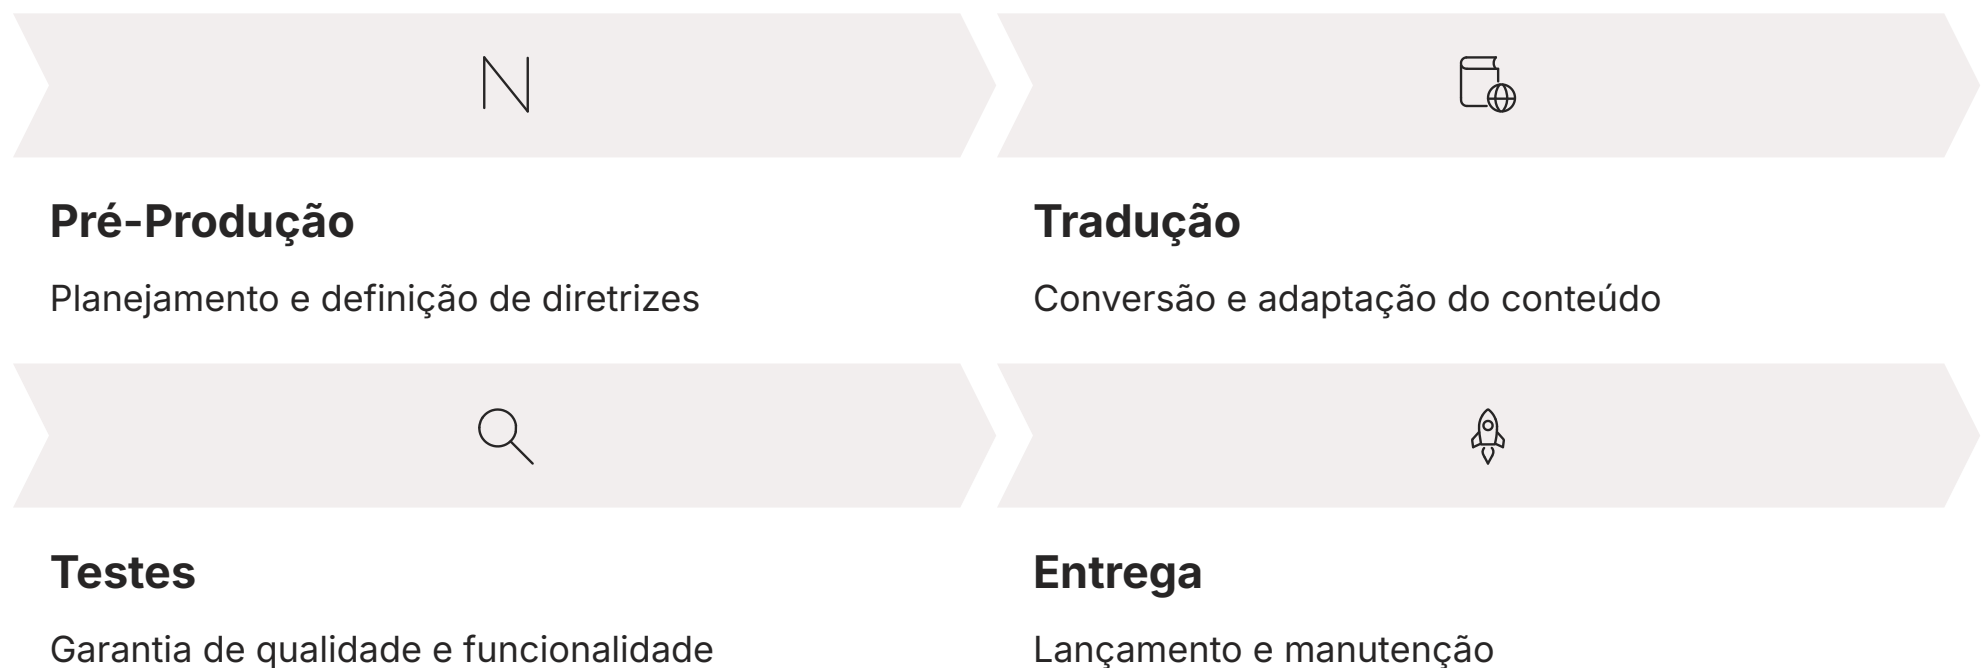 N
Pré-Produção
Planejamento e definição de diretrizes
Tradução
Conversão e adaptação do conteúdo
Testes
Garantia de qualidade e funcionalidade
Entrega
Lançamento e manutenção